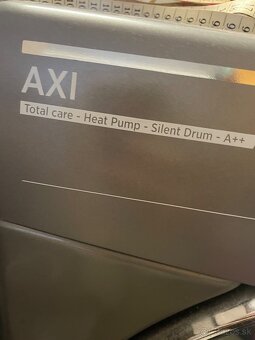 AXI
Total care - Heat Pump - Silent Drum - A++